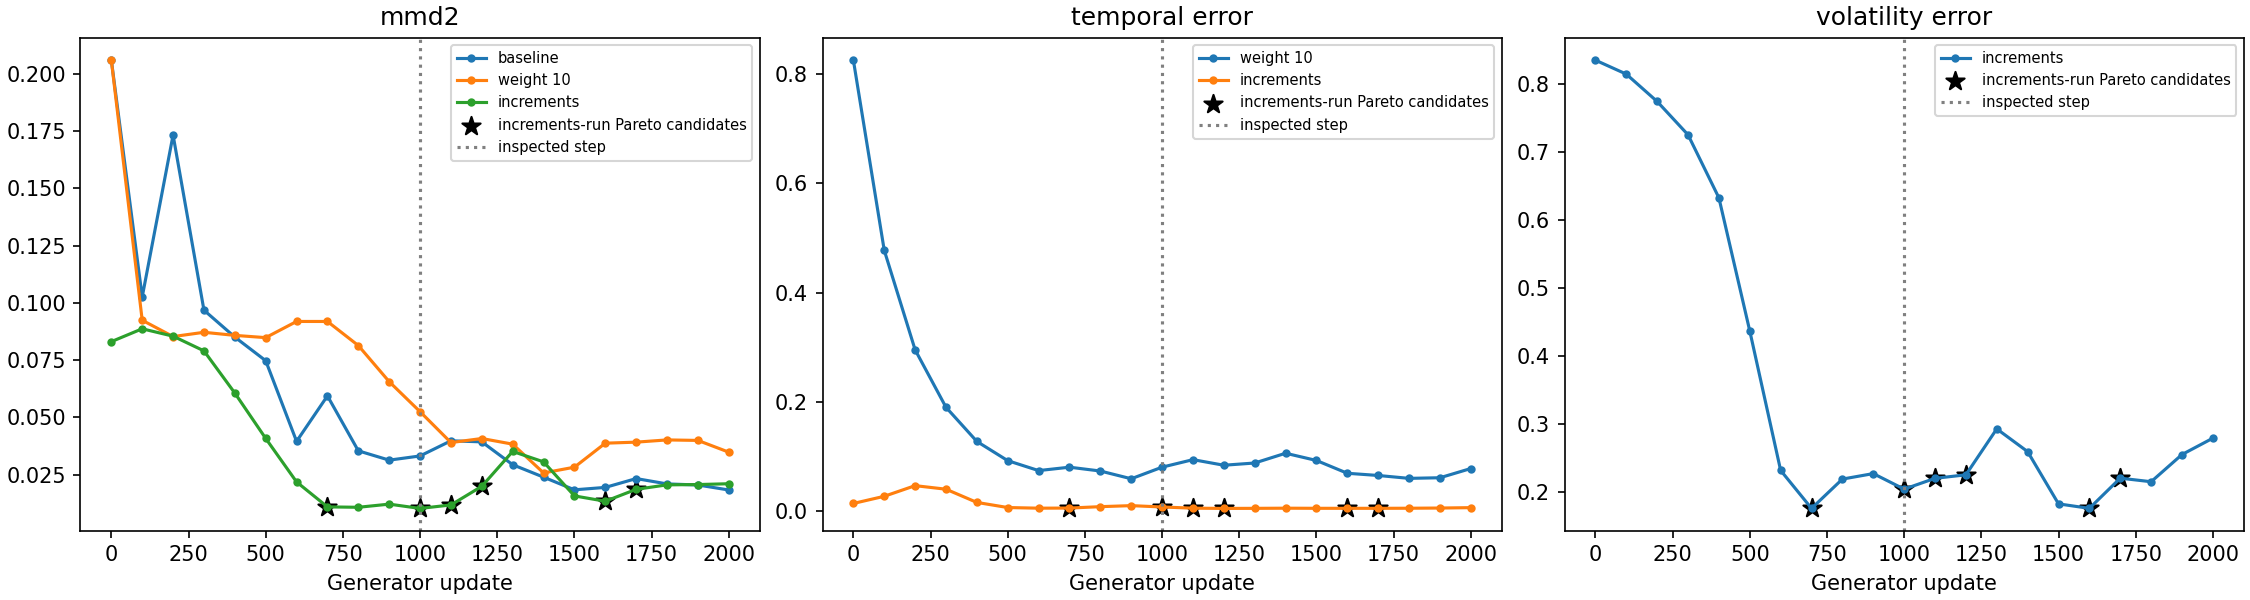 mmd2
0.200
0.175
0.150
0.125
0.100
0.075
0.050
0.025
0 250 500 750 1000 1250 1500 1750 2000
Generator update
baseline
weight 10
increments
increments-run Pareto candidates
inspected step
temporal error
0.8
0.6
0.4
0.2
0.0
0 250 500 750 1000 1250 1500 1750 2000
Generator update
weight 10
increments
increments-run Pareto candidates
inspected step
volatility error
0.8
0.7
0.6
0.5
0.4
0.3
0.2
0 250 500 750 1000 1250 1500 1750 2000
Generator update
increments
increments-run Pareto candidates
inspected step